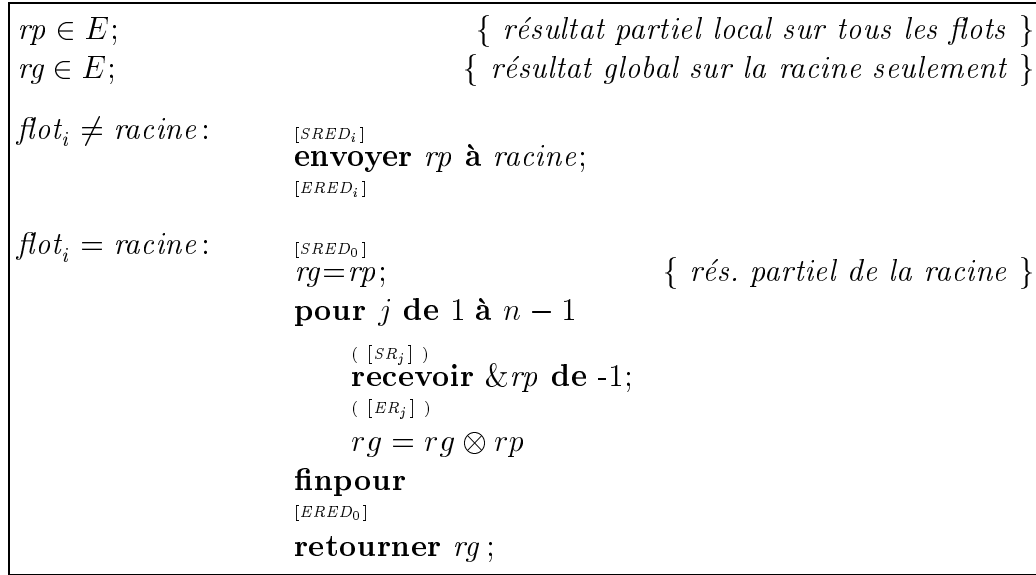 rp ∈ E; { résultat partiel local sur tous les flots }
rg ∈ E; { résultat global sur la racine seulement }
flot_i ≠ racine: [SRED_i]
envoyer rp à racine;
[ERED_i]
flot_i = racine: [SRED_0]
rg=rp; { rés. partiel de la racine }
pour j de 1 à n − 1
( [SR_j] )
recevoir &rp de -1;
( [ER_j] )
rg = rg ⊗ rp
finpour
[ERED_0]
retourner rg;